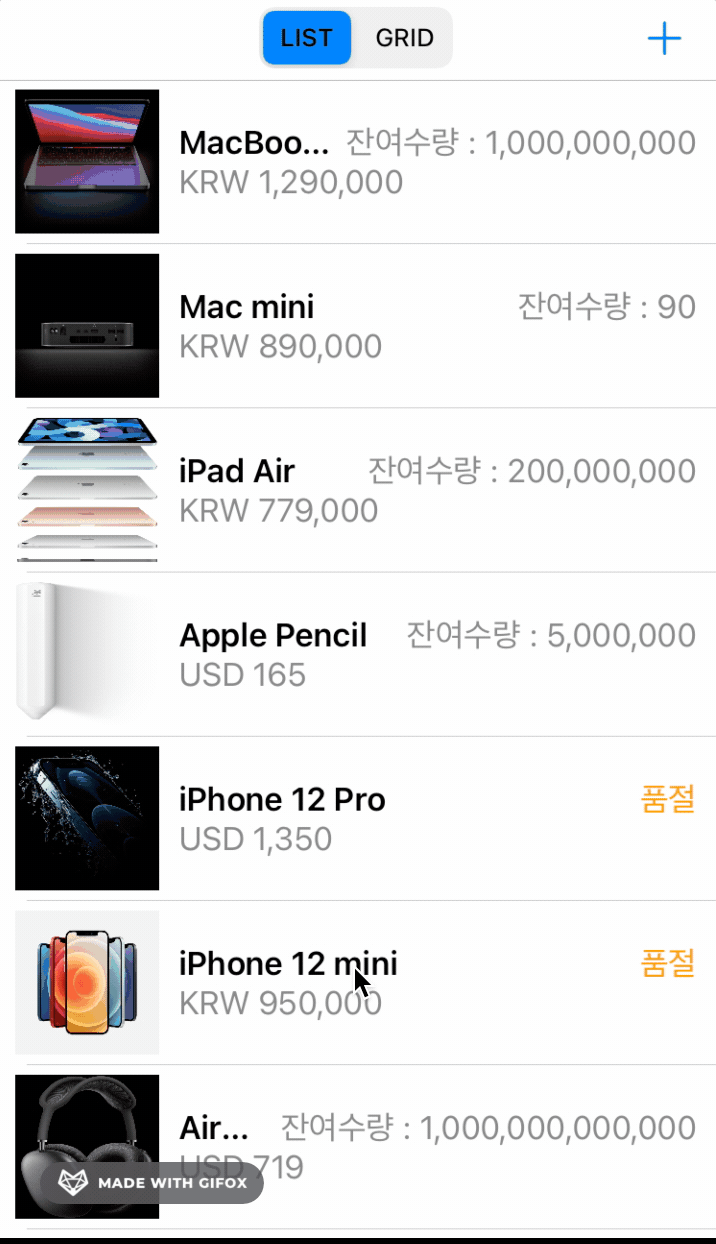 LIST GRID +
MacBoo... 잔여수량 : 1,000,000,000
KRW 1,290,000
Mac mini 잔여수량 : 90
KRW 890,000
iPad Air 잔여수량 : 200,000,000
KRW 779,000
Apple Pencil 잔여수량 : 5,000,000
USD 165
iPhone 12 Pro 품절
USD 1,350
iPhone 12 mini 품절
KRW 950,000
Air... 잔여수량 : 1,000,000,000,000
USD 719
MADE WITH GIFOX